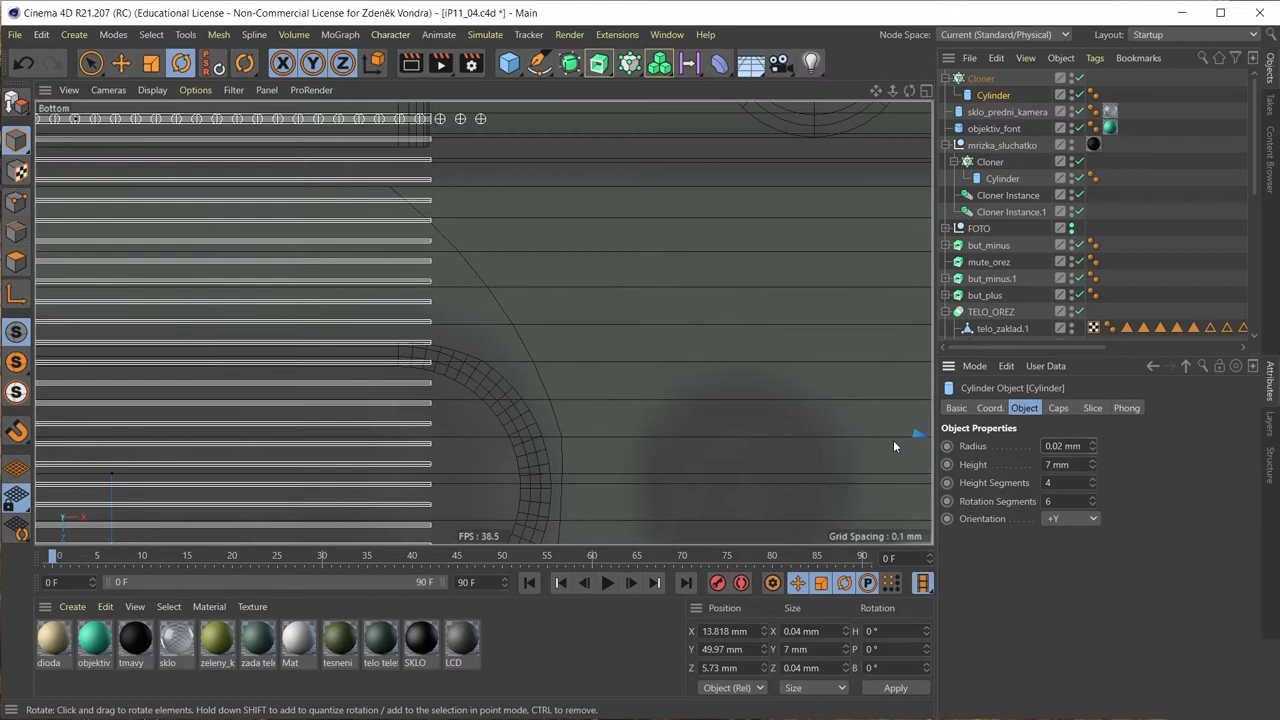 Cinema 4D R21.207 (RC) (Educational License - Non-Commercial License for Zdeněk Vondra) - [iP11_04.c4d *] - Main
File Edit Create Modes Select Tools Mesh Spline Volume MoGraph Character Animate Simulate Tracker Render Extensions Window Help Node Space: Current (Standard/Physical) Layout: Startup
File Edit View Object Tags Bookmarks
View Cameras Display Options Filter Panel ProRender
Bottom
FPS : 38.5
Grid Spacing : 0.1 mm
Cloner
Cylinder
sklo_predni_kamera
objektiv_font
mrizka_sluchatko
Cloner
Cylinder
Cloner Instance
Cloner Instance.1
FOTO
but_minus
mute_orez
but_minus.1
but_plus
TELO_OREZ
telo_zaklad.1
Objects
Takes
Content Browser
Mode Edit User Data
Cylinder Object [Cylinder]
Basic Coord. Object Caps Slice Phong
Object Properties
Radius 0.02 mm
Height 7 mm
Height Segments 4
Rotation Segments 6
Orientation +Y
Attributes
Layers
Structure
0 5 10 15 20 25 30 35 40 45 50 55 60 65 70 75 80 85 90 0 F
0 F 0 F 90 F 90 F
Create Edit View Select Material Texture
dioda objektiv tmavy sklo zeleny_k zada tele Mat tesneni telo telet SKLO LCD
Position Size Rotation
X 13.818 mm X 0.04 mm H 0 °
Y 49.97 mm Y 7 mm P 0 °
Z 5.73 mm Z 0.04 mm B 0 °
Object (Rel) Size Apply
Rotate: Click and drag to rotate elements. Hold down SHIFT to add to quantize rotation / add to the selection in point mode, CTRL to remove.